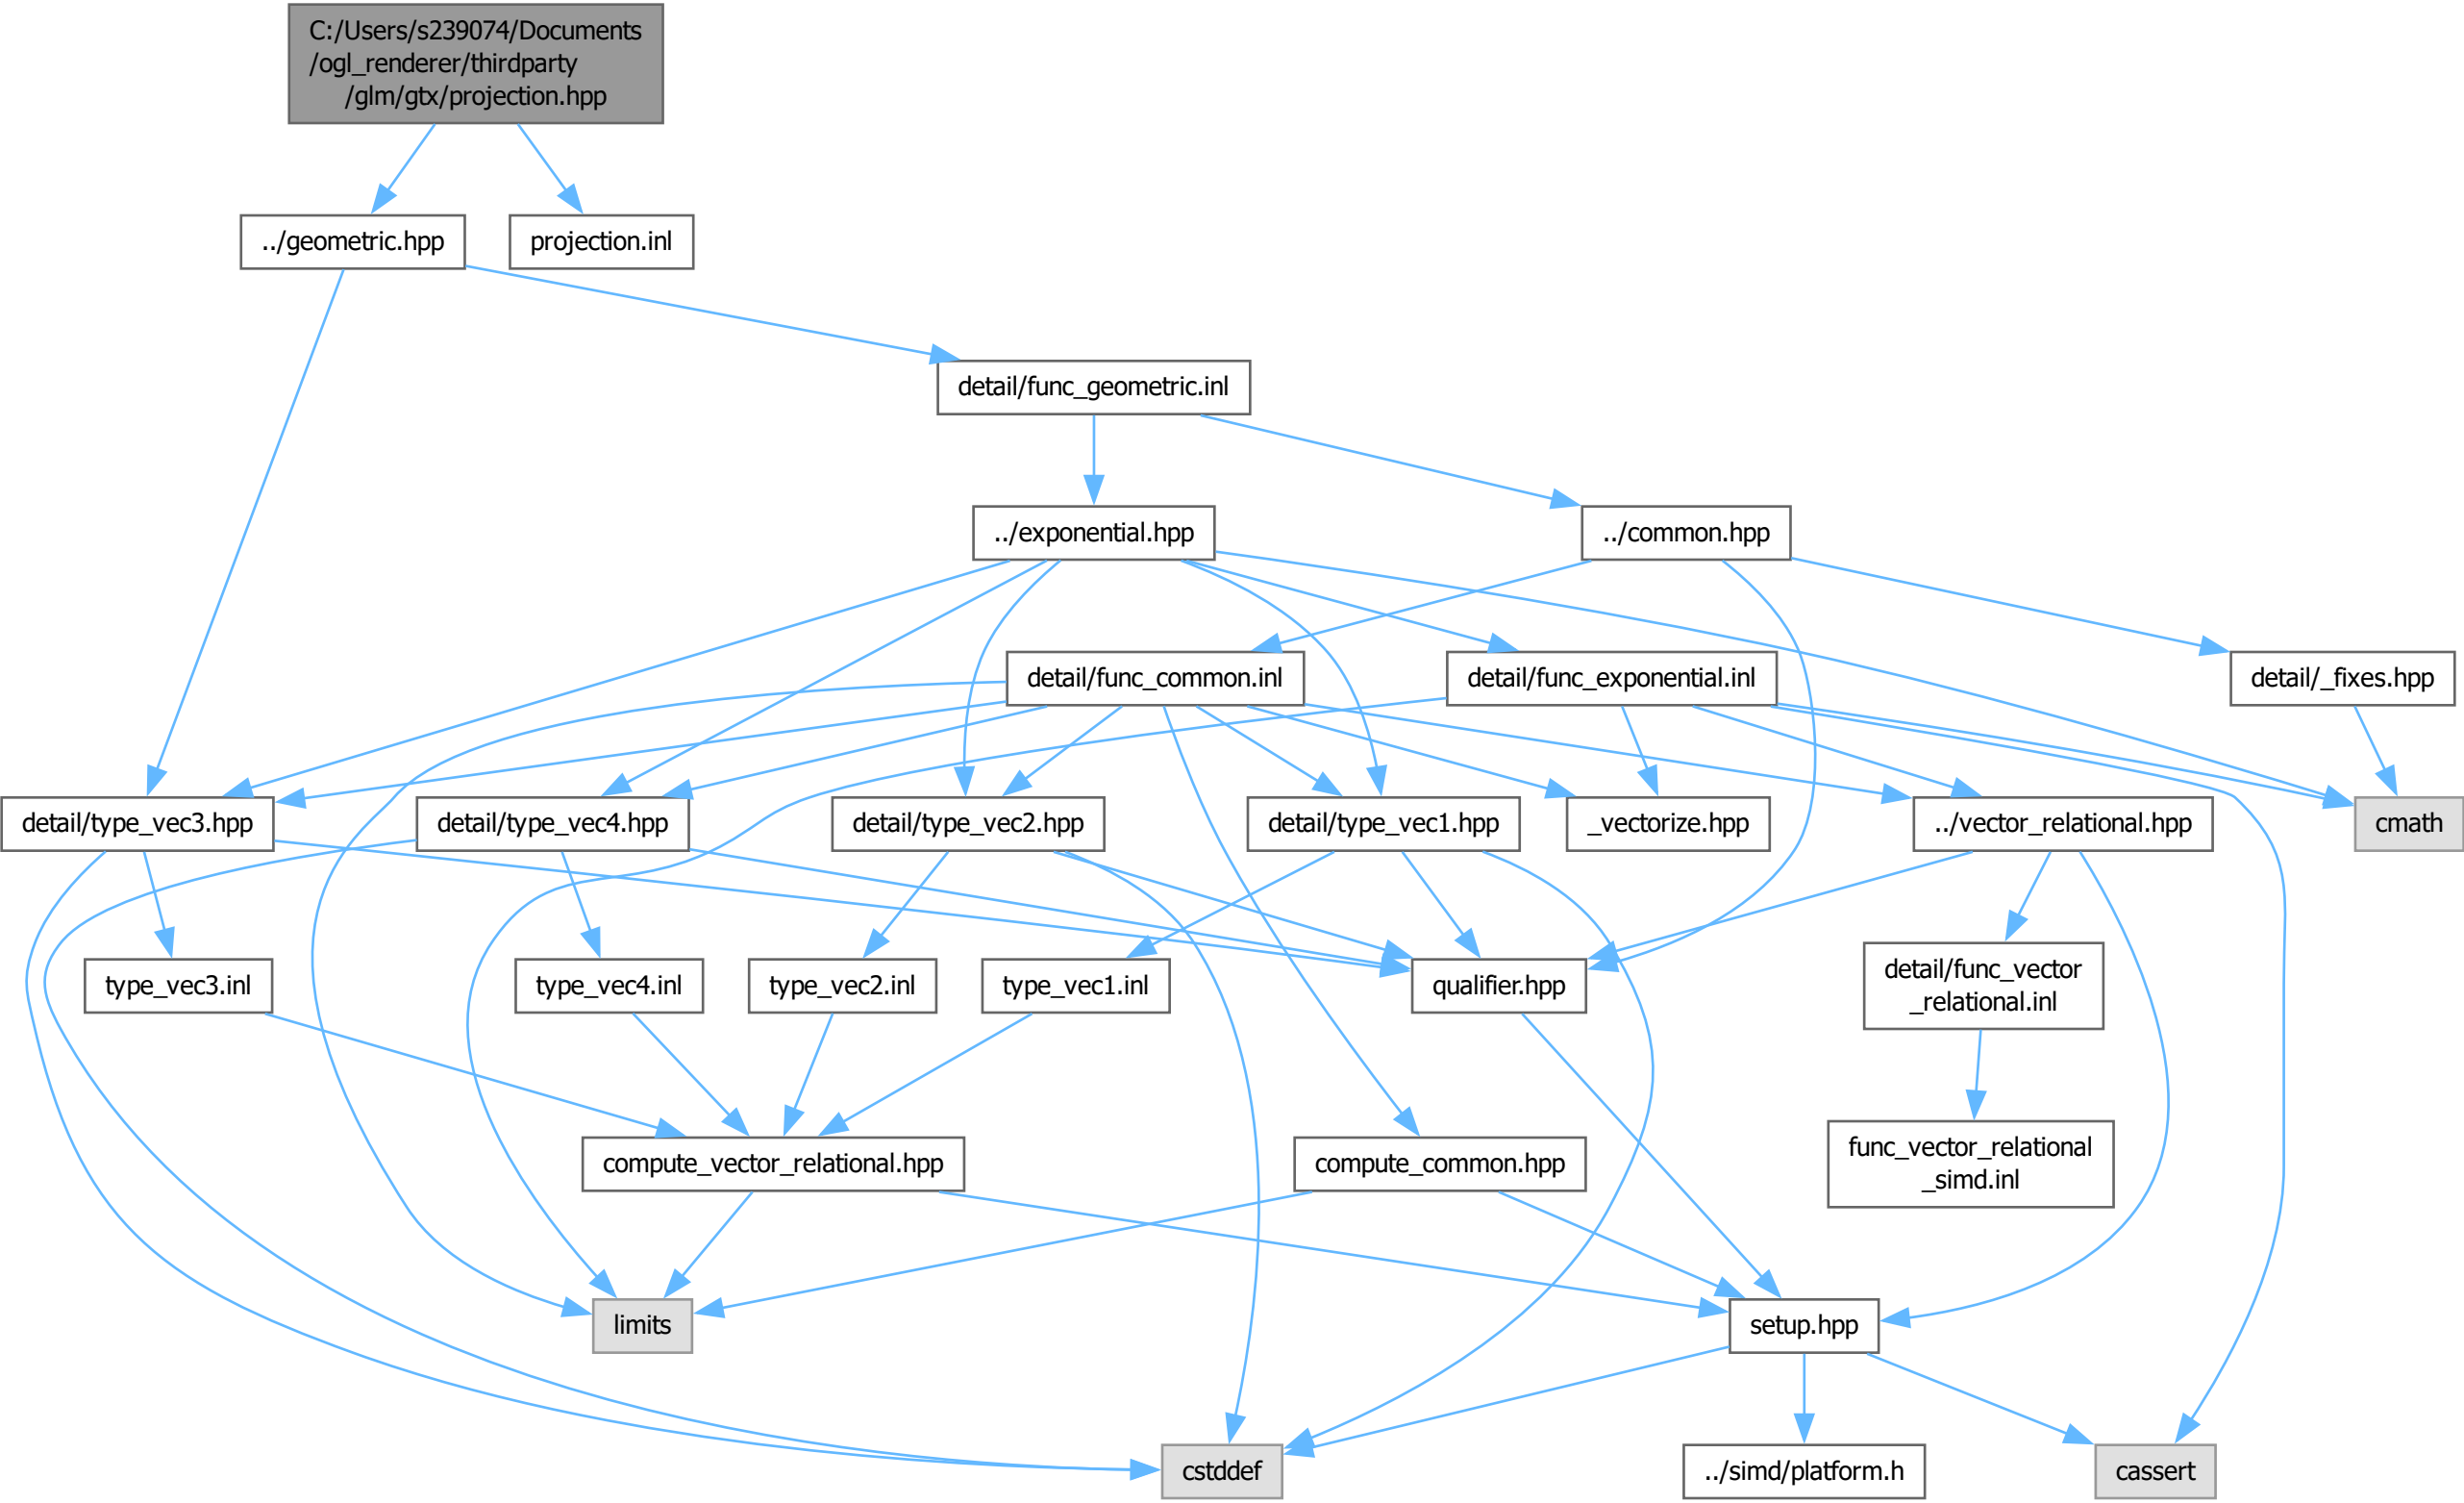 C:/Users/s239074/Documents
/ogl_renderer/thirdparty
/glm/gtx/projection.hpp
../geometric.hpp
projection.inl
detail/func_geometric.inl
../exponential.hpp
../common.hpp
detail/func_common.inl
detail/func_exponential.inl
detail/_fixes.hpp
detail/type_vec3.hpp
detail/type_vec4.hpp
detail/type_vec2.hpp
detail/type_vec1.hpp
_vectorize.hpp
../vector_relational.hpp
cmath
type_vec3.inl
type_vec4.inl
type_vec2.inl
type_vec1.inl
qualifier.hpp
detail/func_vector
_relational.inl
compute_vector_relational.hpp
compute_common.hpp
func_vector_relational
_simd.inl
limits
setup.hpp
cstddef
../simd/platform.h
cassert